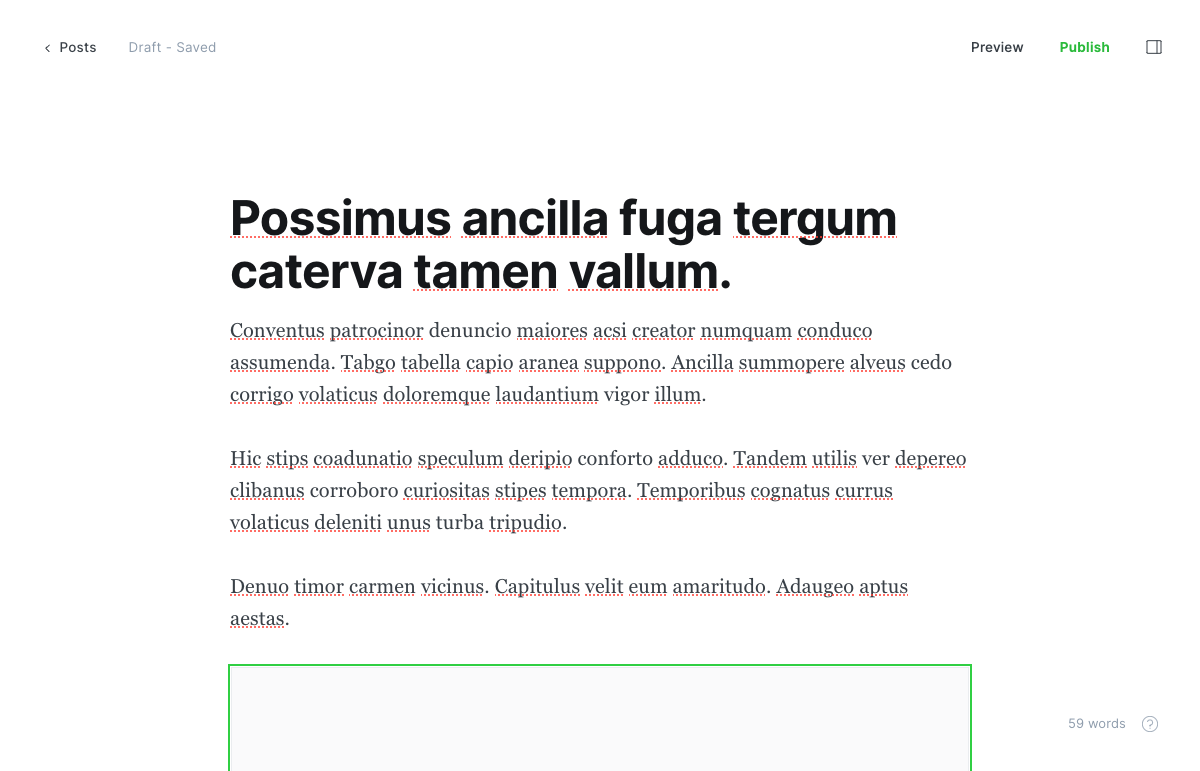 Posts
Draft - Saved
Preview
Publish
Possimus ancilla fuga tergum
caterva tamen vallum.
Conventus patrocinor denuncio maiores acsi creator numquam conduco
assumenda. Tabgo tabella capio aranea suppono. Ancilla summopere alveus cedo
corrigo volaticus doloremque laudantium vigor illum.
Hic stips coadunatio speculum deripio conforto adduco. Tandem utilis ver depereo
clibanus corroboro curiositas stipes tempora. Temporibus cognatus currus
volaticus deleniti unus turba tripudio.
Denuo timor carmen vicinus. Capitulus velit eum amaritudo. Adaugeo aptus
aestas.
59 words
?